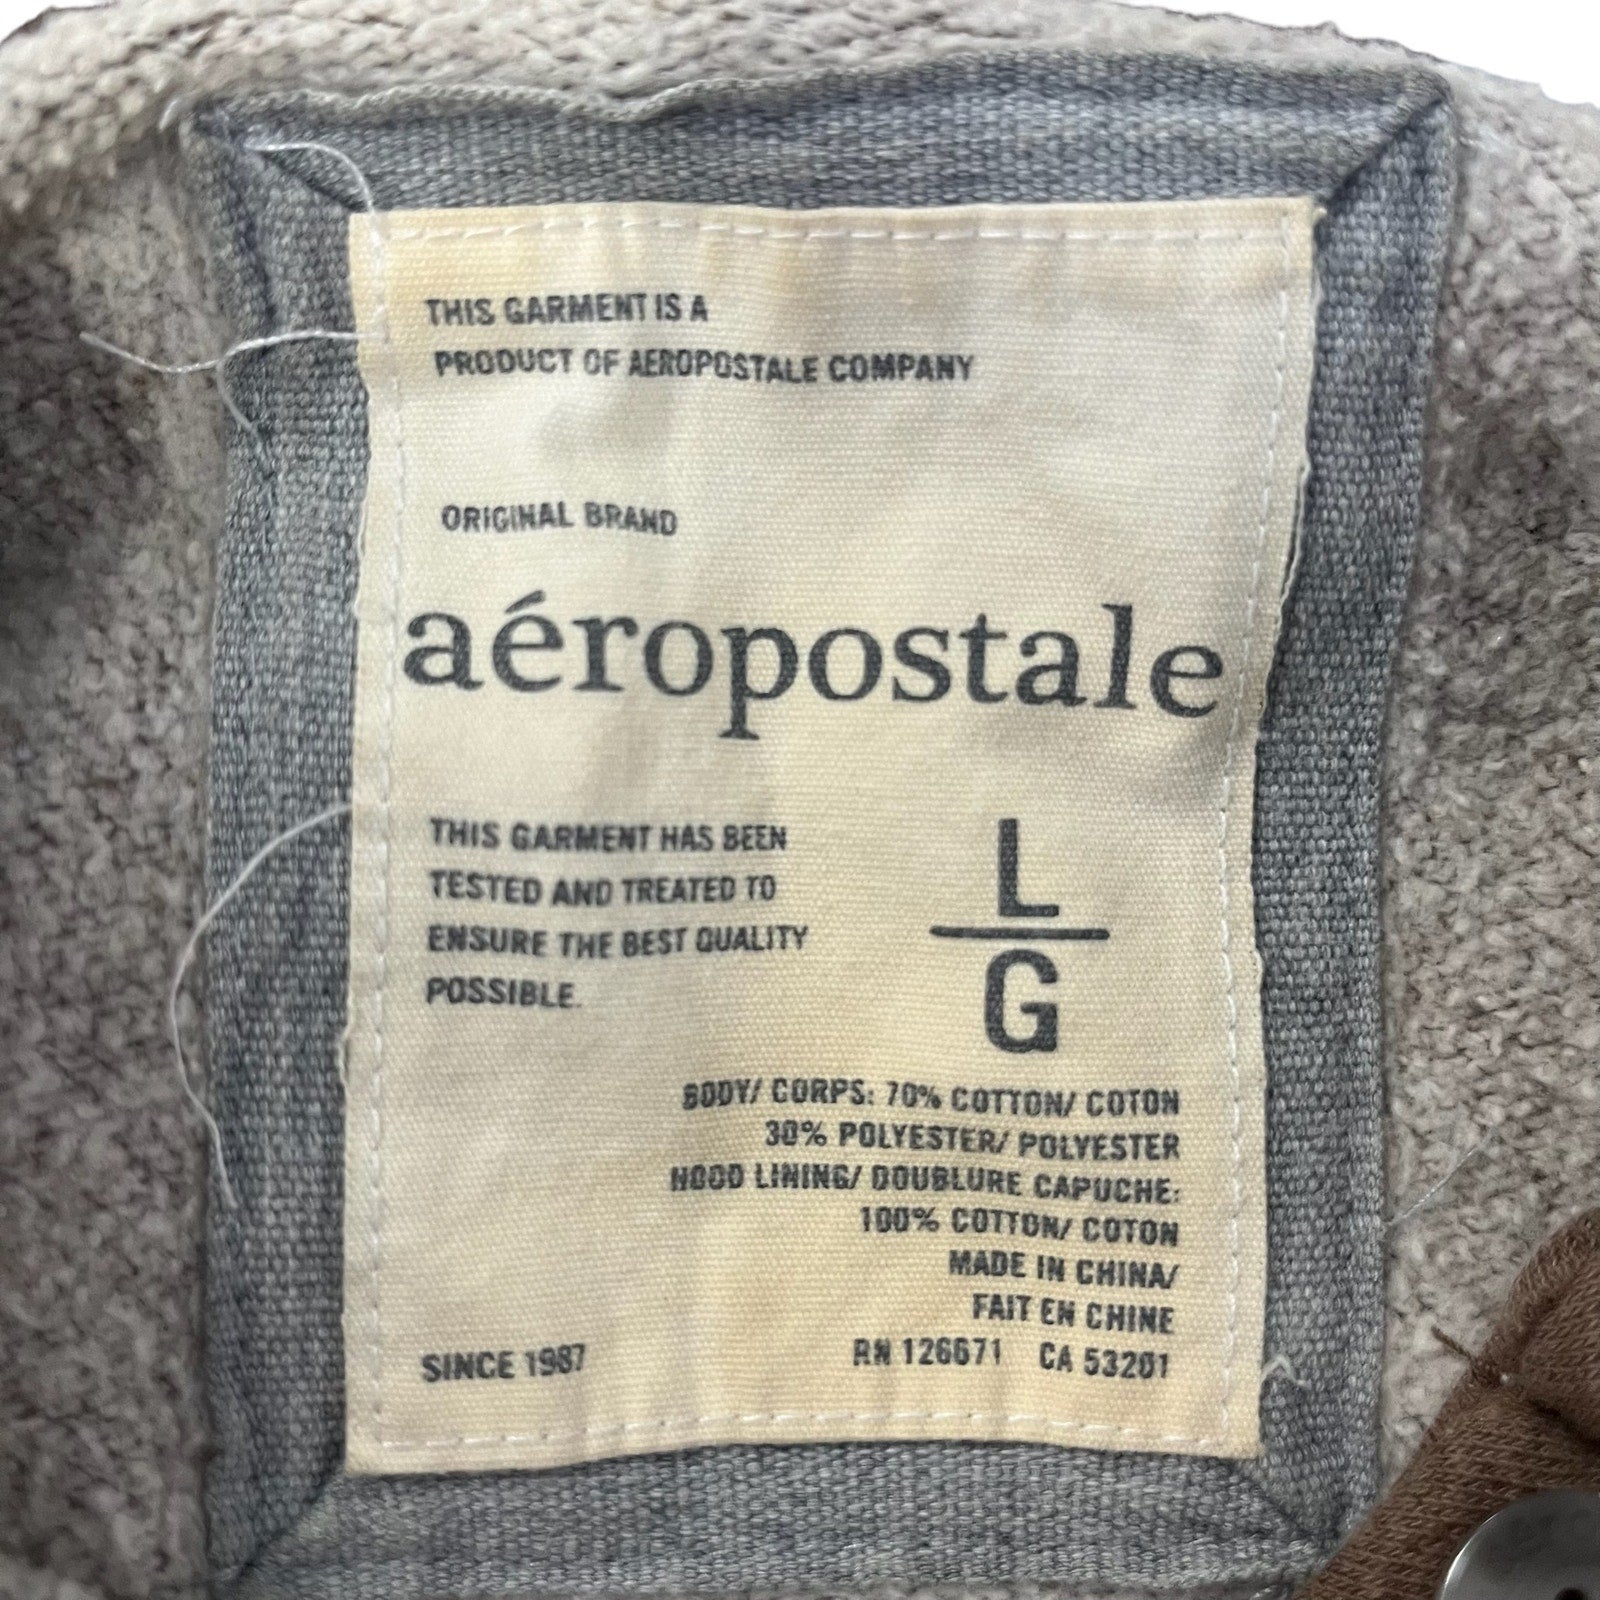 THIS GARMENT IS A
PRODUCT OF AEROPOSTALE COMPANY
ORIGINAL BRAND
aéropostale
THIS GARMENT HAS BEEN
TESTED AND TREATED TO
ENSURE THE BEST QUALITY
POSSIBLE.
L
G
BODY/ CORPS: 70% COTTON/ COTON
30% POLYESTER/ POLYESTER
HOOD LINING/ DOUBLURE CAPUCHE:
100% COTTON/ COTON
MADE IN CHINA/
FAIT EN CHINE
RN 126671 CA 53201
SINCE 1987